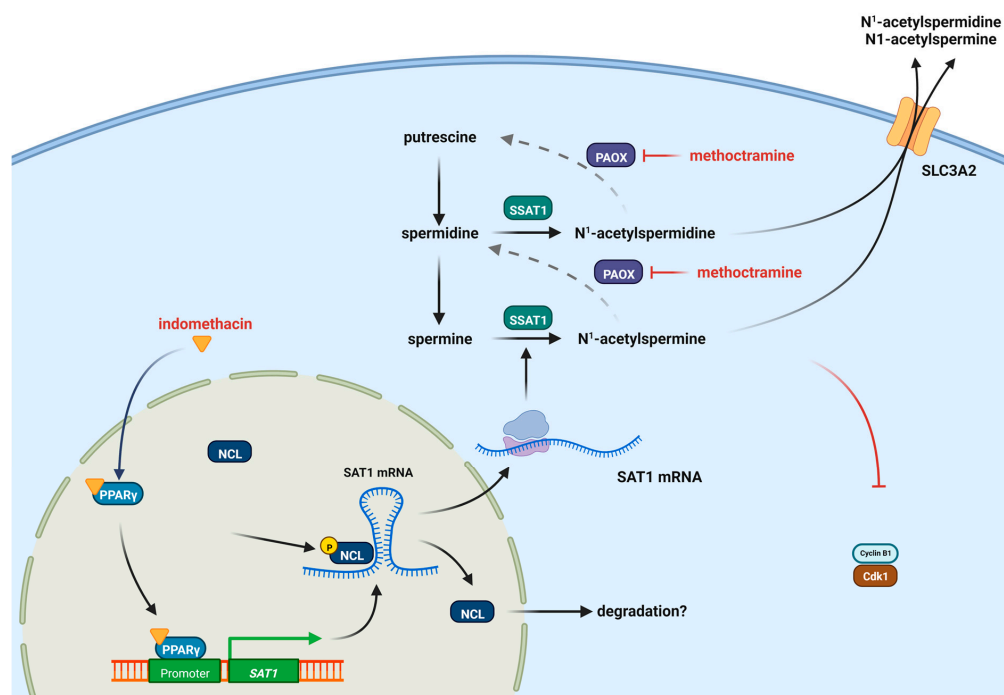 N¹-acetylspermidine
N1-acetylspermine
SLC3A2
putrescine
PAOX
methoctramine
SSAT1
spermidine
N¹-acetylspermidine
PAOX
methoctramine
SSAT1
spermine
N¹-acetylspermine
indomethacin
NCL
SAT1 mRNA
SAT1 mRNA
PPARγ
P
NCL
Cyclin B1
Cdk1
NCL
degradation?
PPARγ
Promoter
SAT1